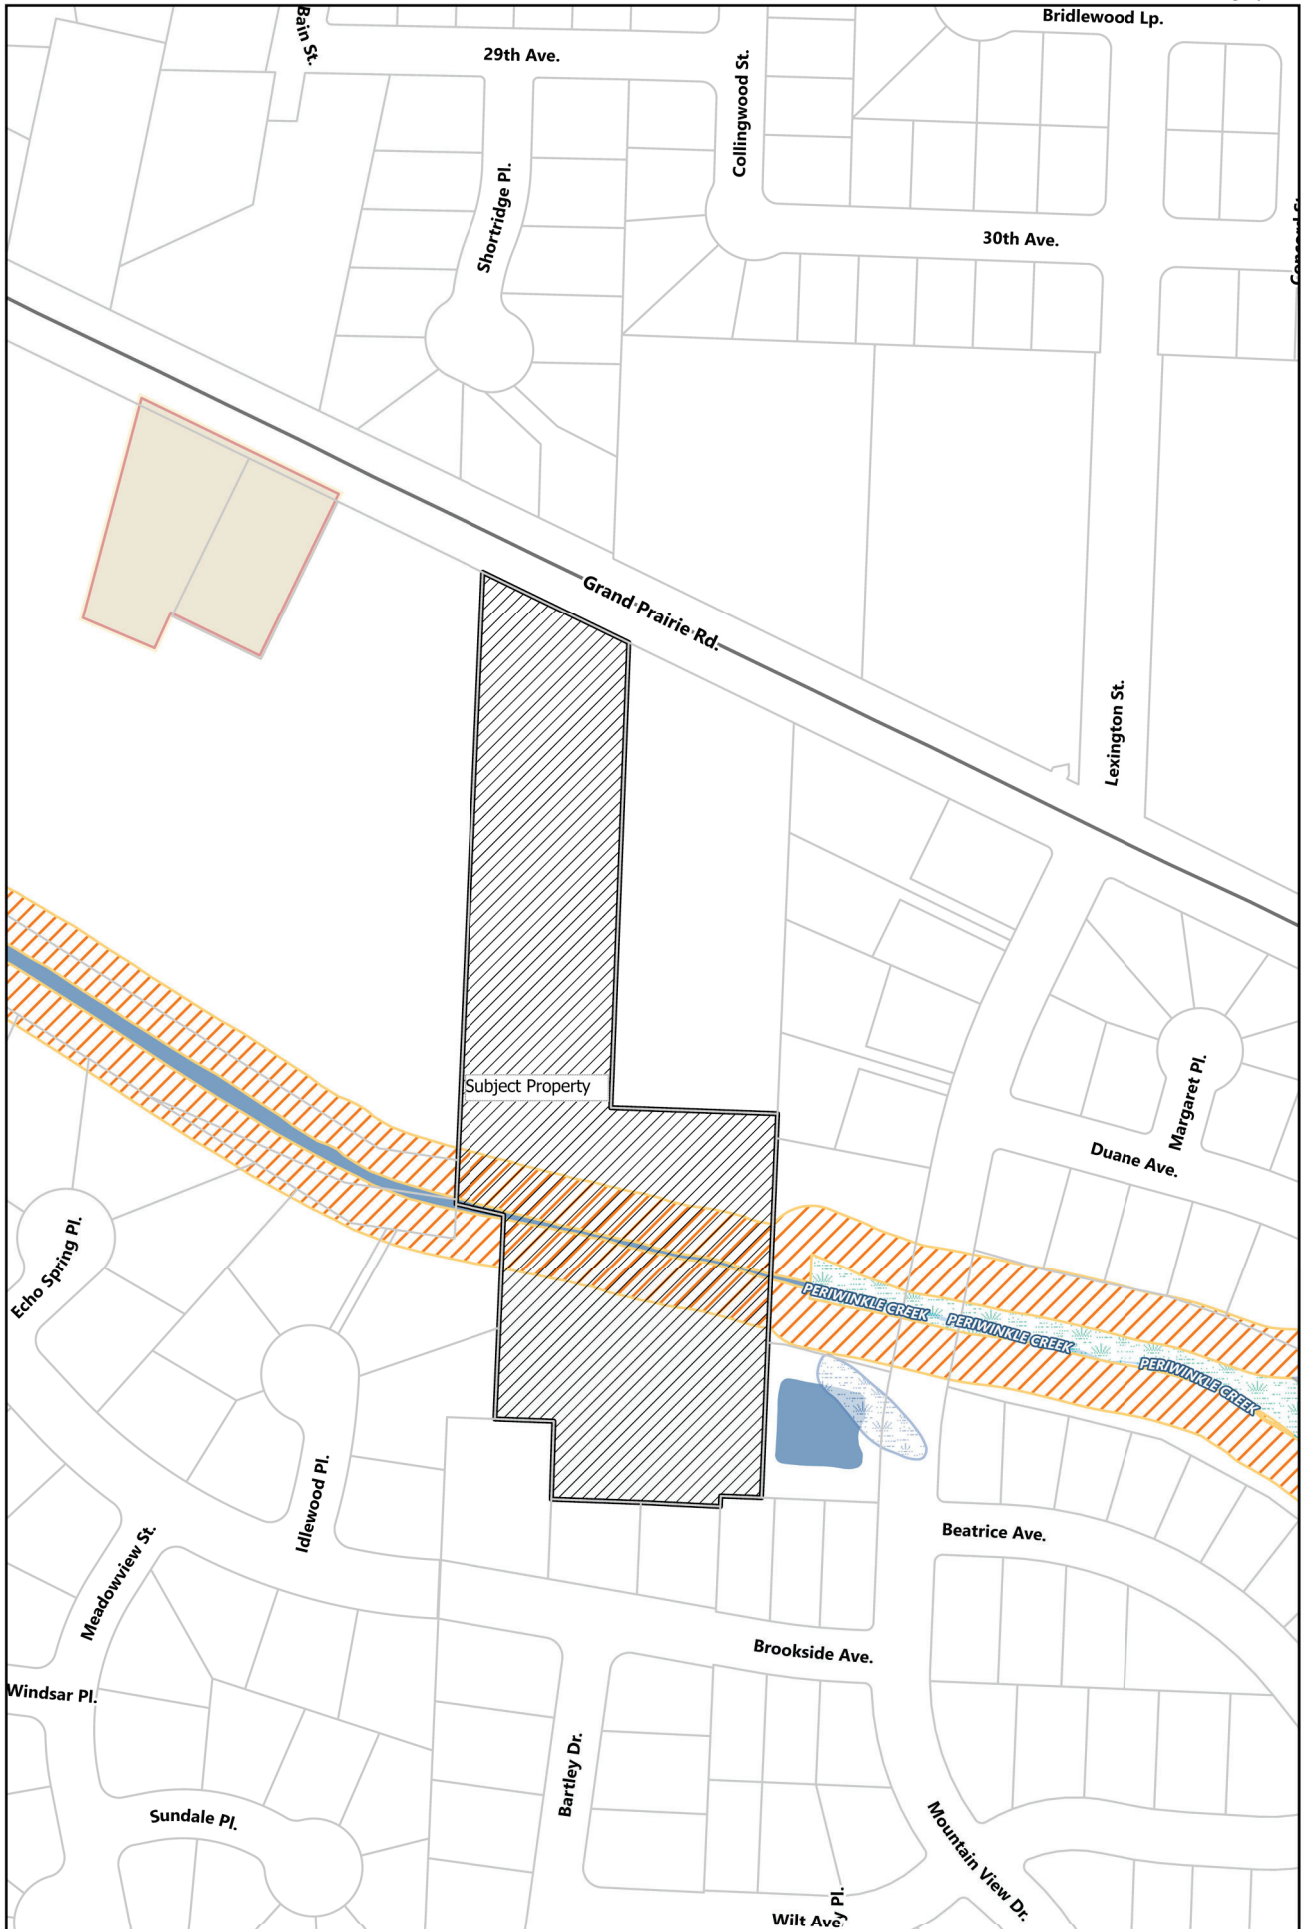 Bridlewood Lp.
Bain St.
29th Ave.
Collingwood St.
Shortridge Pl.
30th Ave.
Grand Prairie Rd.
Lexington St.
Subject Property
Margaret Pl.
Duane Ave.
Echo Spring Pl.
PERIWINKLE CREEK
PERIWINKLE CREEK
PERIWINKLE CREEK
Idlewood Pl.
Beatrice Ave.
Meadowview St.
Brookside Ave.
Windsar Pl.
Bartley Dr.
Sundale Pl.
Mountain View Dr.
y Pl.
Wilt Ave